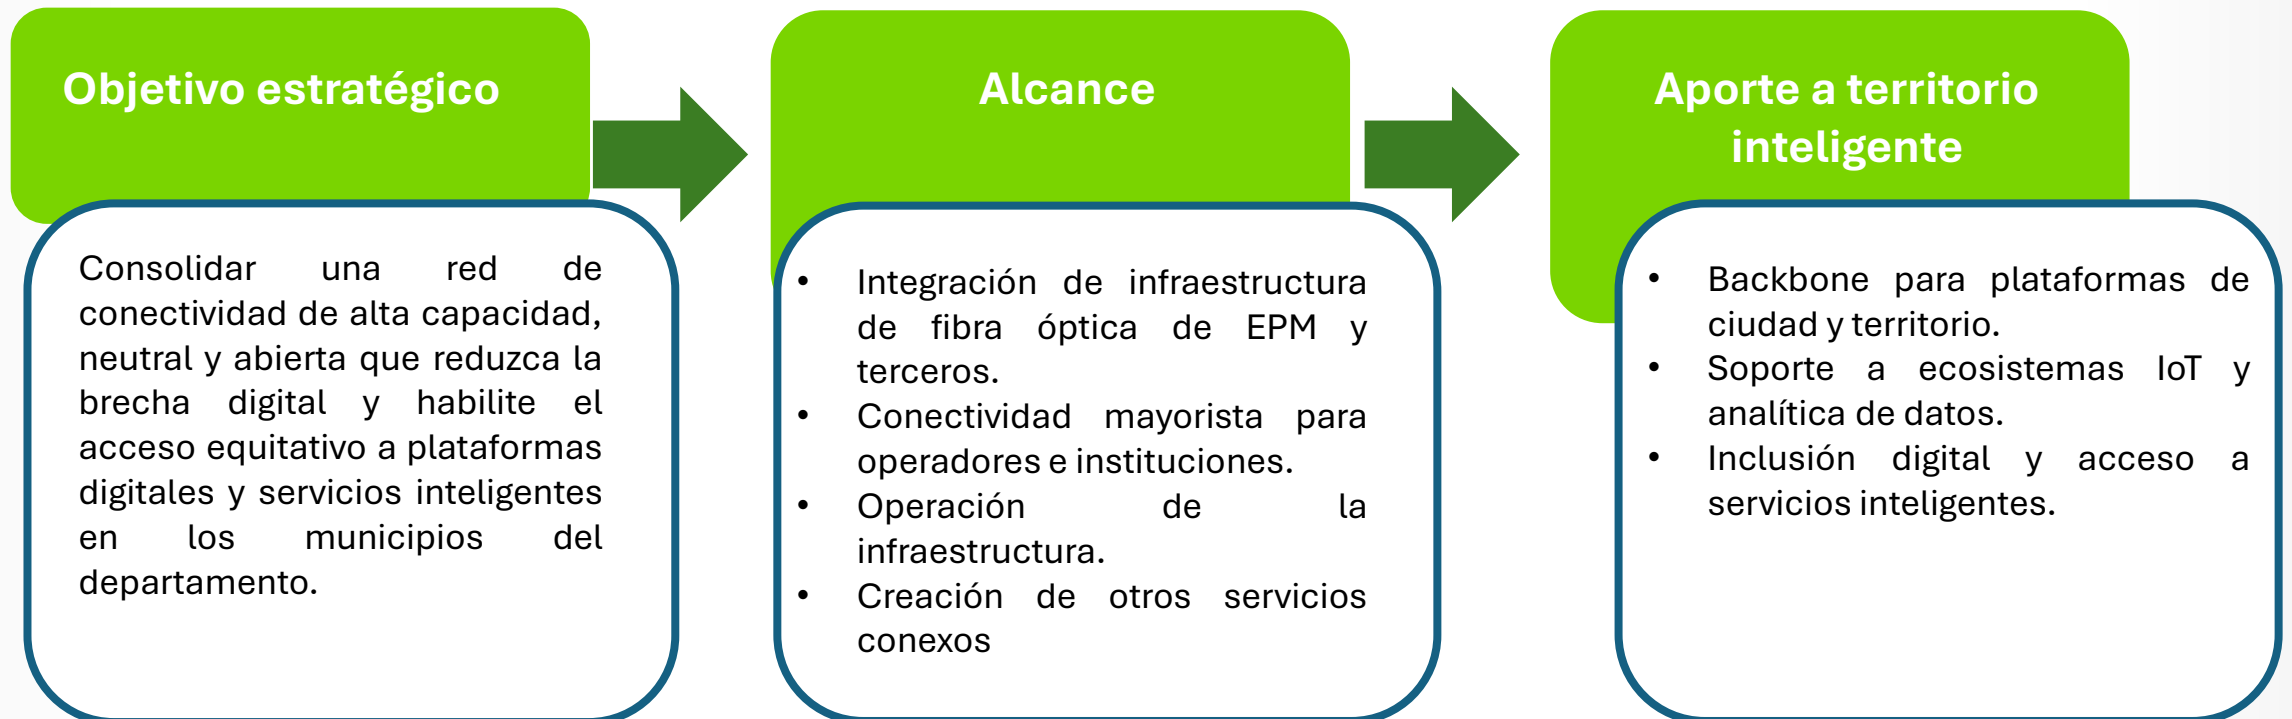 Objetivo estratégico
Consolidar una red de
conectividad de alta capacidad,
neutral y abierta que reduzca la
brecha digital y habilite el
acceso equitativo a plataformas
digitales y servicios inteligentes
en los municipios del
departamento.
Alcance
• Integración de infraestructura
de fibra óptica de EPM y
terceros.
• Conectividad mayorista para
operadores e instituciones.
• Operación de la
infraestructura.
• Creación de otros servicios
conexos
Aporte a territorio
inteligente
• Backbone para plataformas de
ciudad y territorio.
• Soporte a ecosistemas IoT y
analítica de datos.
• Inclusión digital y acceso a
servicios inteligentes.